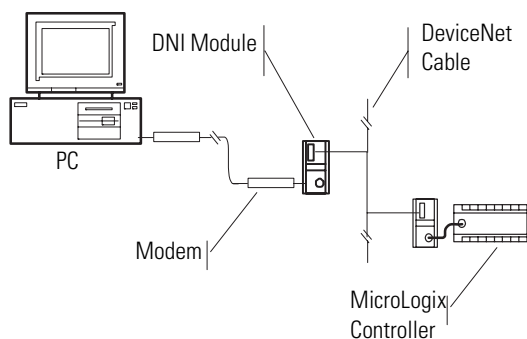 DNI Module
DeviceNet
Cable
PC
Modem
MicroLogix
Controller